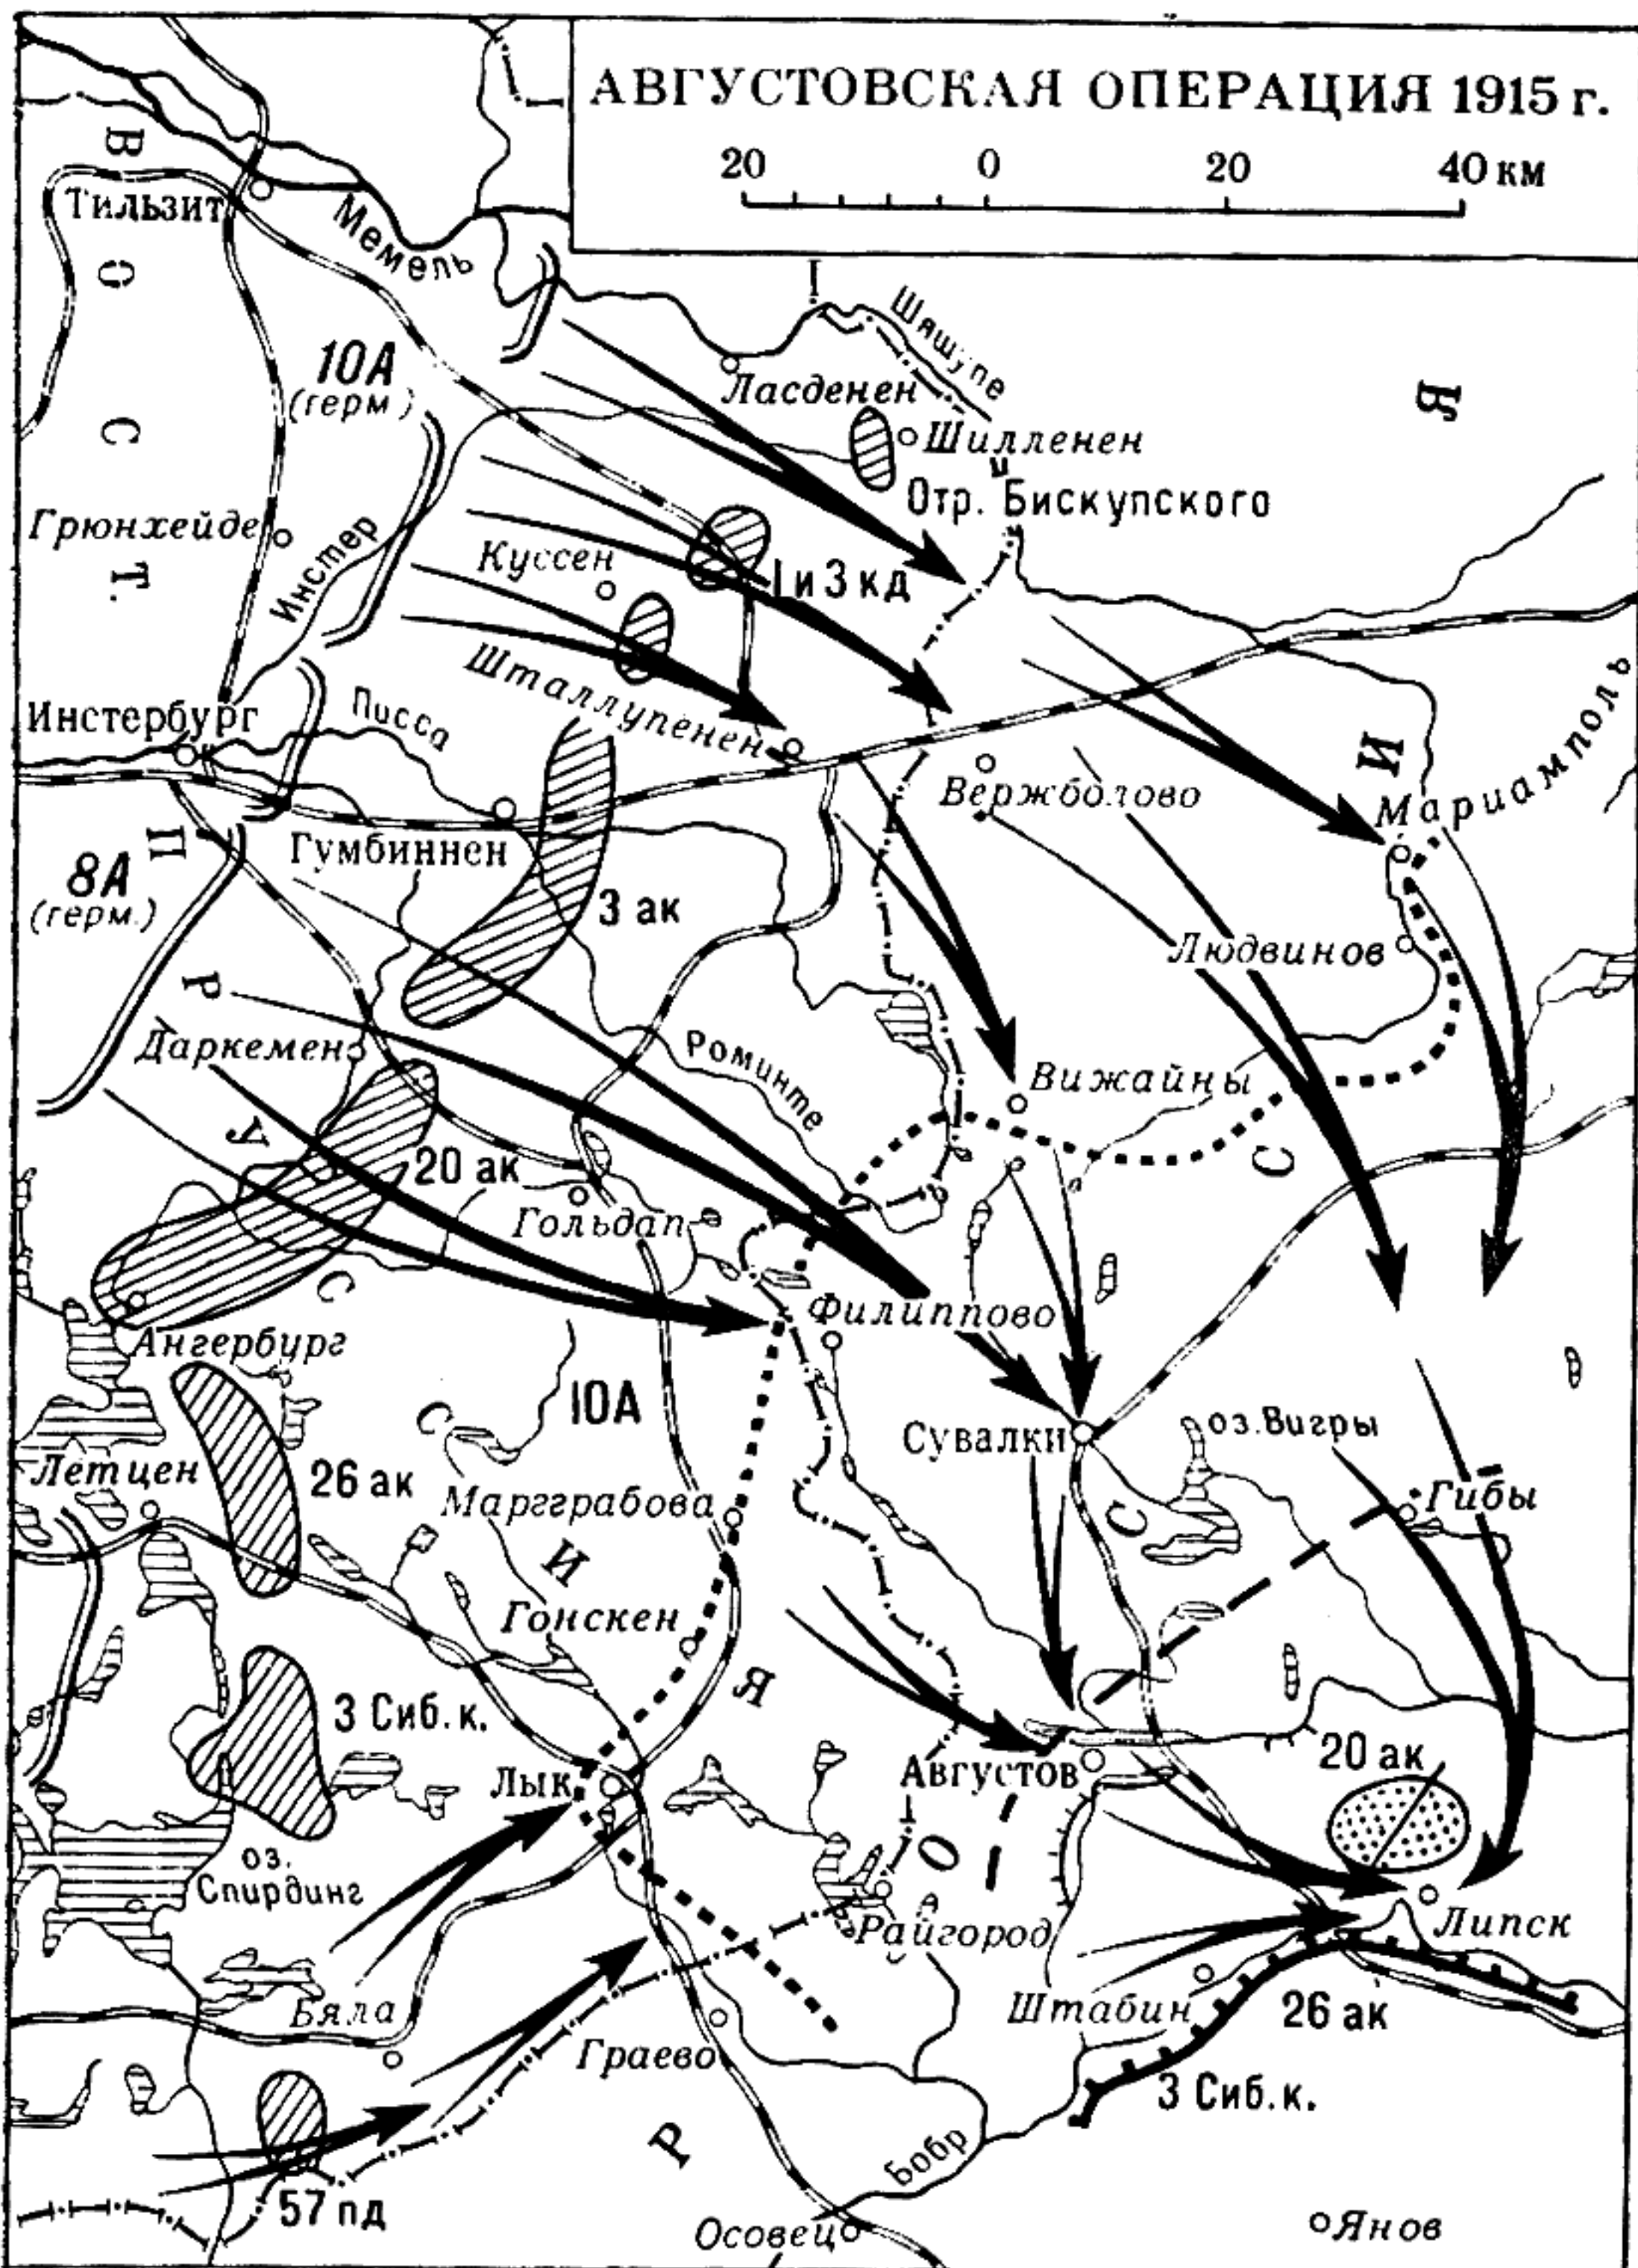 АВГУСТОВСКАЯ ОПЕРАЦИЯ 1915 г.
20 0 20 40 км
ВОСТ.
ПРУССИЯ
РОССИЯ
Тильзит
Мемель
Шяшупе
10А
(герм.)
Ласденен
Шилленен
Отр. Бискупского
Грюнхейде
Инстер
Куссен
1 и 3 кд
Шталлупенен
Инстербург
Писса
Мариамполь
Вержболово
Гумбиннен
8А
(герм.)
3 ак
Людвинов
Даркемен
Роминте
Вижайны
20 ак
Гольдап
Филиппово
Ангербург
10А
Сувалки
оз. Вигры
Летцен
26 ак
Маргграбова
Гибы
Гонскен
3 Сиб. к.
20 ак
Лык
Августов
оз.
Спирдинг
Райгород
Липск
Штабин
26 ак
Бяла
Граево
3 Сиб. к.
Бобр
57 пд
Осовец
Янов